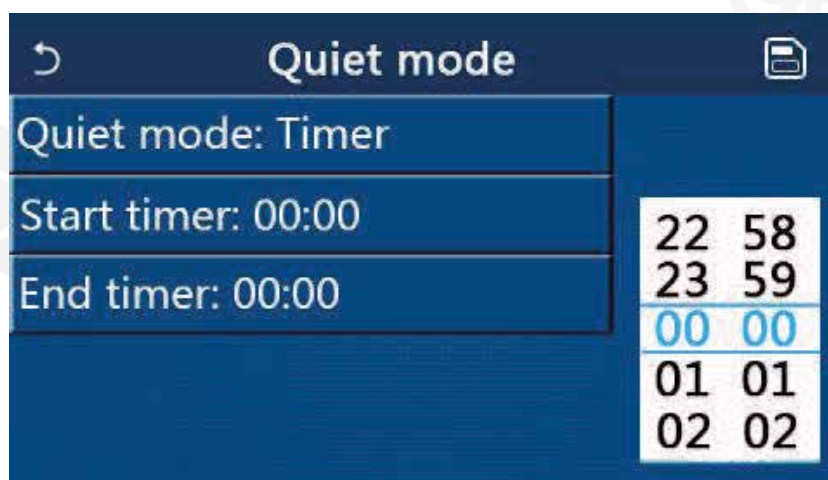 Quiet mode
Quiet mode: Timer
Start timer: 00:00
End timer: 00:00
22 58
23 59
00 00
01 01
02 02